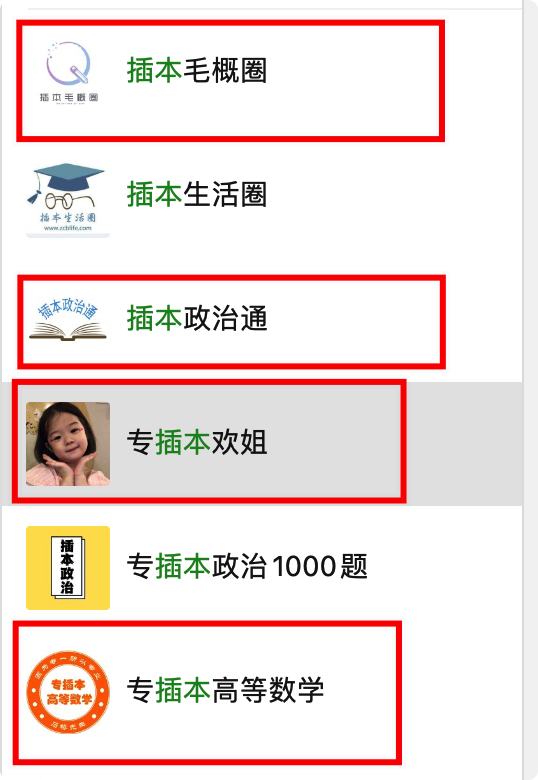 插本毛概圈
插本毛概圈
插本生活圈
插本生活圈
www.zcblife.com
插本政治通
插本政治通
专插本欢姐
插本政治
专插本政治1000题
专插本
高等数学
专插本高等数学